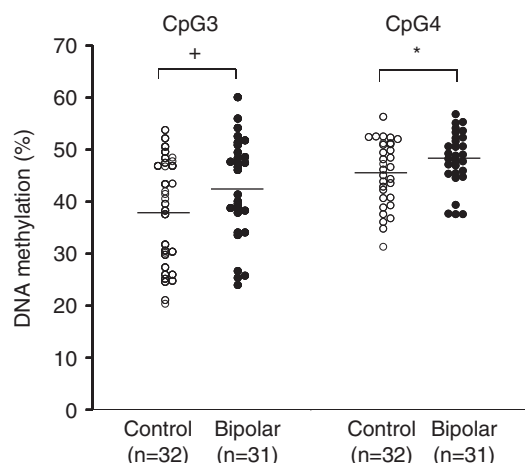 CpG3 CpG4
70
+ *
60
50
40
30
20
10
0
DNA methylation (%)
Control Bipolar Control Bipolar
(n=32) (n=31) (n=32) (n=31)